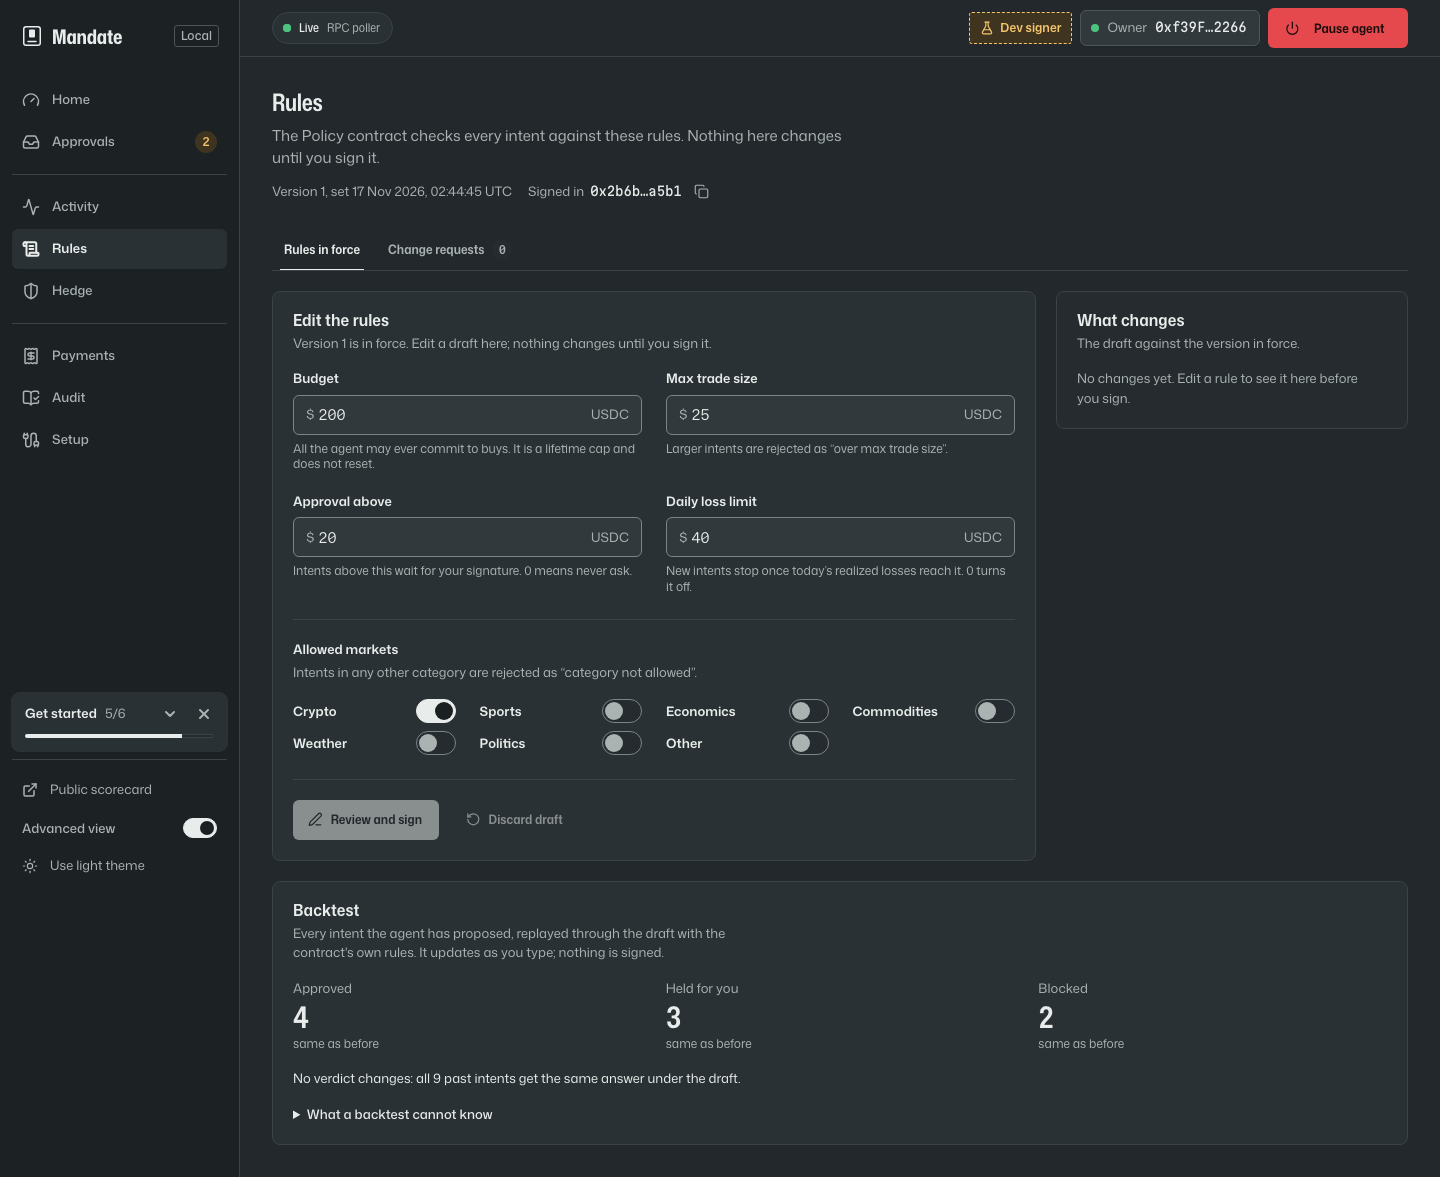 Mandate
Local
Home
Approvals 2
Activity
Rules
Hedge
Payments
Audit
Setup
Get started 5/6
Public scorecard
Advanced view
Use light theme
Live RPC poller
Dev signer
Owner 0xf39F…2266
Pause agent
Rules
The Policy contract checks every intent against these rules. Nothing here changes
until you sign it.
Version 1, set 17 Nov 2026, 02:44:45 UTC Signed in 0x2b6b…a5b1
Rules in force
Change requests 0
Edit the rules
Version 1 is in force. Edit a draft here; nothing changes until you sign it.
Budget
$ 200 USDC
All the agent may ever commit to buys. It is a lifetime cap and
does not reset.
Max trade size
$ 25 USDC
Larger intents are rejected as “over max trade size”.
Approval above
$ 20 USDC
Intents above this wait for your signature. 0 means never ask.
Daily loss limit
$ 40 USDC
New intents stop once today’s realized losses reach it. 0 turns
it off.
Allowed markets
Intents in any other category are rejected as “category not allowed”.
Crypto
Sports
Economics
Commodities
Weather
Politics
Other
Review and sign
Discard draft
What changes
The draft against the version in force.
No changes yet. Edit a rule to see it here before
you sign.
Backtest
Every intent the agent has proposed, replayed through the draft with the
contract’s own rules. It updates as you type; nothing is signed.
Approved
4
same as before
Held for you
3
same as before
Blocked
2
same as before
No verdict changes: all 9 past intents get the same answer under the draft.
What a backtest cannot know